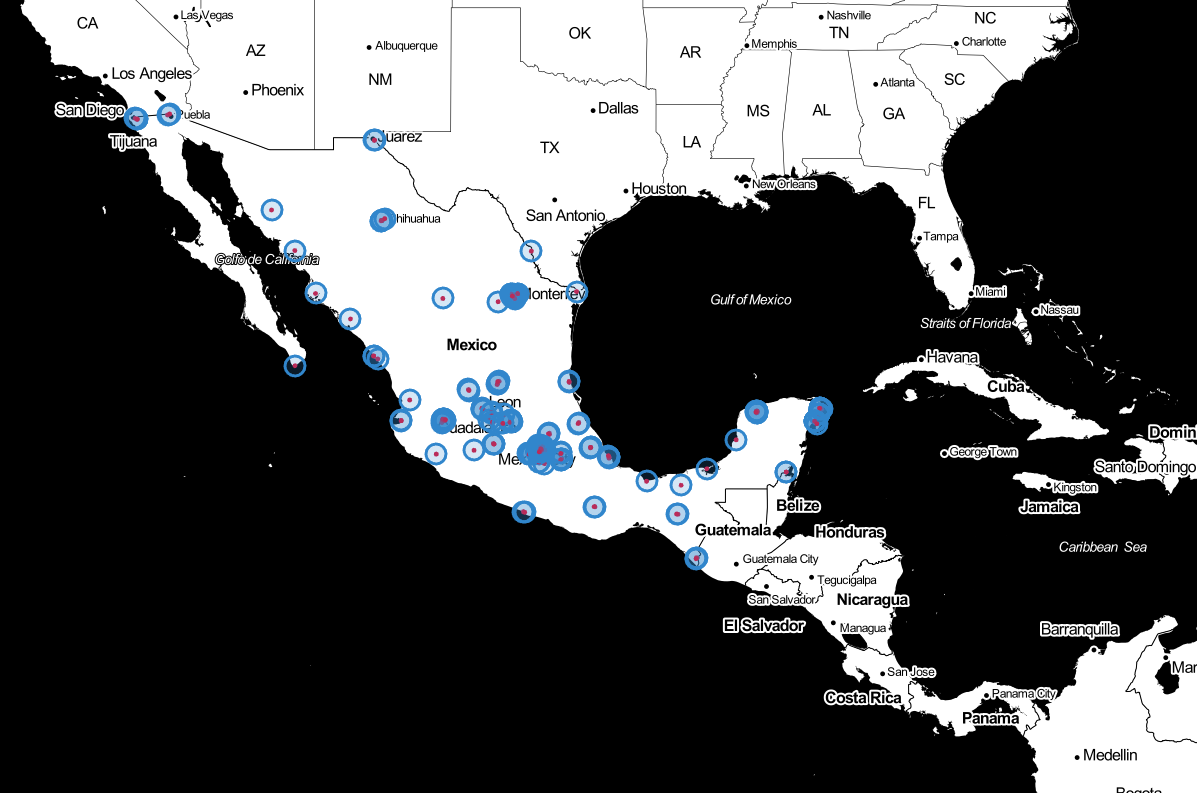 Las Vegas
Nashville
NC
CA
TN
OK
Charlotte
Memphis
Albuquerque
AZ
AR
Los Angeles
NM
SC
Atlanta
Phoenix
Dallas
San Diego
MS
AL
GA
Puebla
Juarez
Tijuana
LA
TX
Houston
New Orleans
San Antonio
FL
Chihuahua
Tampa
Golfo de California
Monterrey
Miami
Gulf of Mexico
Nassau
Straits of Florida
Mexico
Havana
Cuba
Leon
Domin
George Town
Santo Domingo
Kingston
Belize
Jamaica
Guatemala
Honduras
Caribbean Sea
Guatemala City
Tegucigalpa
San Salvador
Nicaragua
El Salvador
Managua
Barranquilla
San Jose
Mar
Costa Rica
Panama City
Panama
Medellin
Bogota